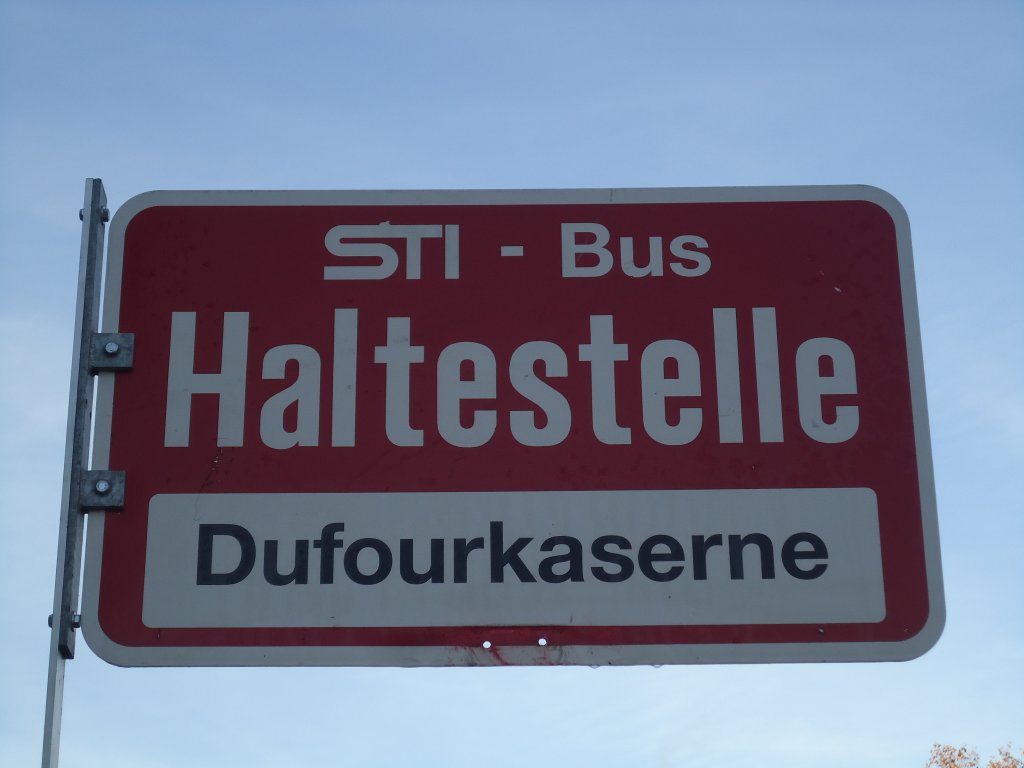 STI - Bus
Haltestelle
Dufourkaserne